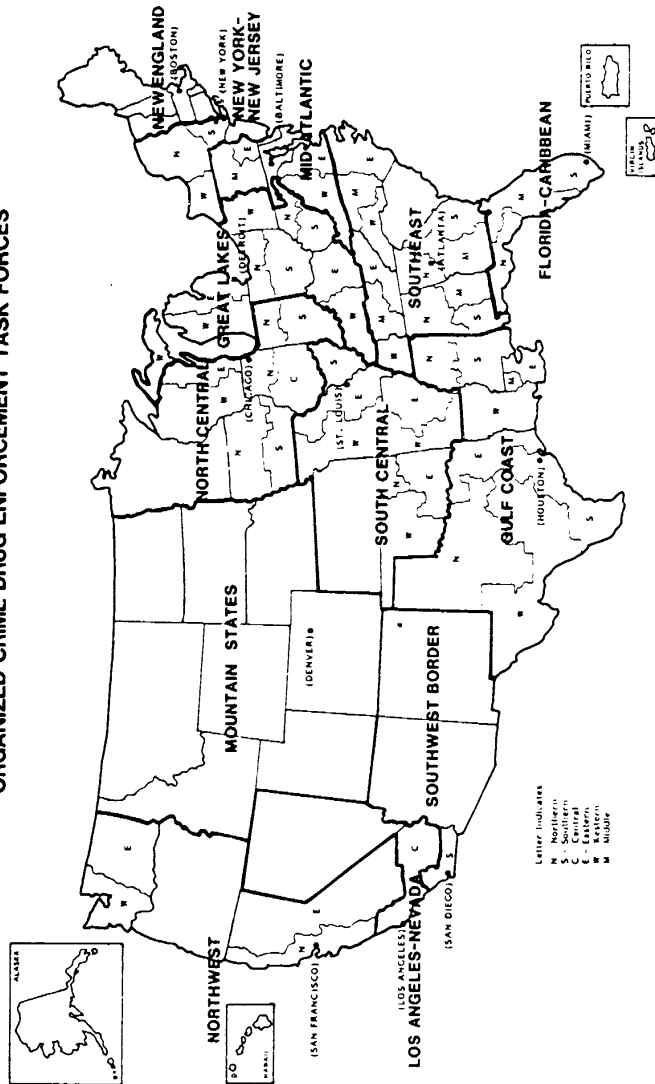 ORGANIZED CRIME DRUG ENFORCEMENT TASK FORCES
ALASKA
HAWAII
NORTHWEST
(SAN FRANCISCO)
(LOS ANGELES)
LOS ANGELES-NEVADA
(SAN DIEGO)
MOUNTAIN STATES
(DENVER)
SOUTHWEST BORDER
NORTH CENTRAL
(CHICAGO)
SOUTH CENTRAL
(ST. LOUIS)
GULF COAST
(HOUSTON)
GREAT LAKES
(DETROIT)
SOUTHEAST
(ATLANTA)
NEW ENGLAND
(BOSTON)
(NEW YORK)
NEW YORK-
NEW JERSEY
(BALTIMORE)
MID-ATLANTIC
FLORIDA-CARIBBEAN
(MIAMI)
PUERTO RICO
VIRGIN
ISLANDS
Letter Indicates
N Northern
S - Southern
C - Central
E - Eastern
W Western
M Middle